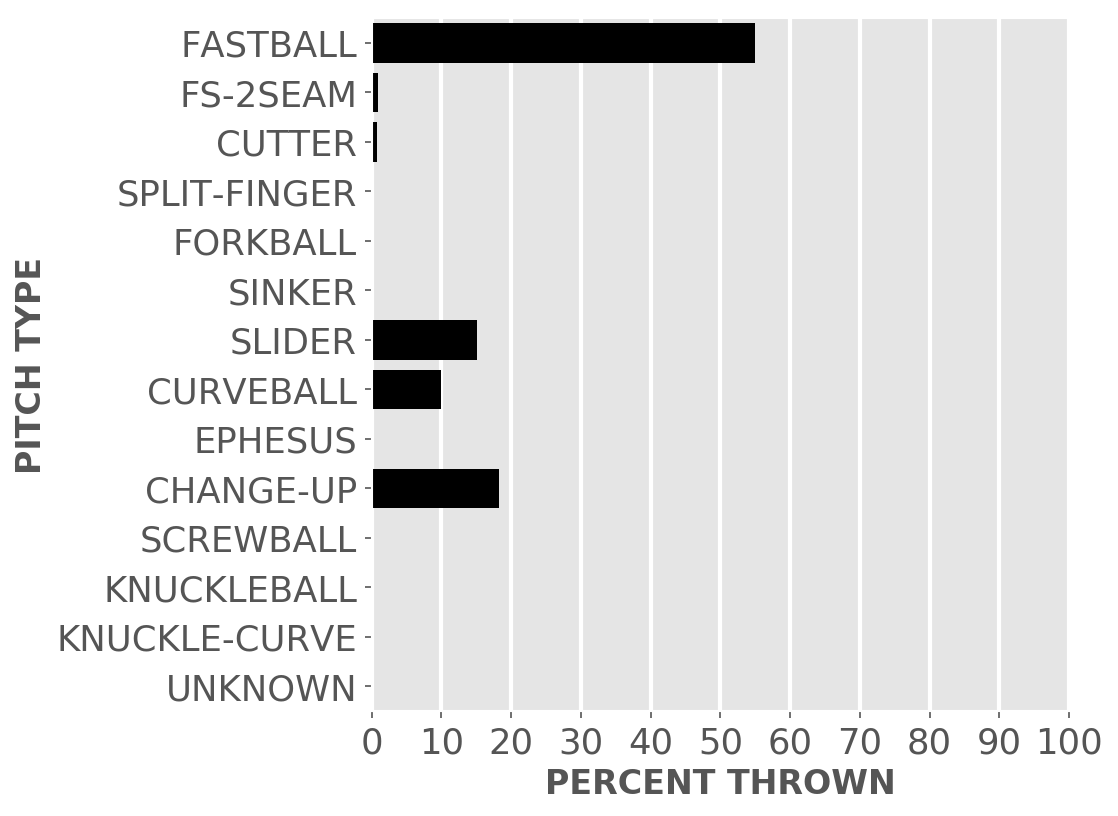 FASTBALL
FS-2SEAM
CUTTER
SPLIT-FINGER
FORKBALL
SINKER
SLIDER
CURVEBALL
EPHESUS
CHANGE-UP
SCREWBALL
KNUCKLEBALL
KNUCKLE-CURVE
UNKNOWN
PITCH TYPE
0 10 20 30 40 50 60 70 80 90 100
PERCENT THROWN